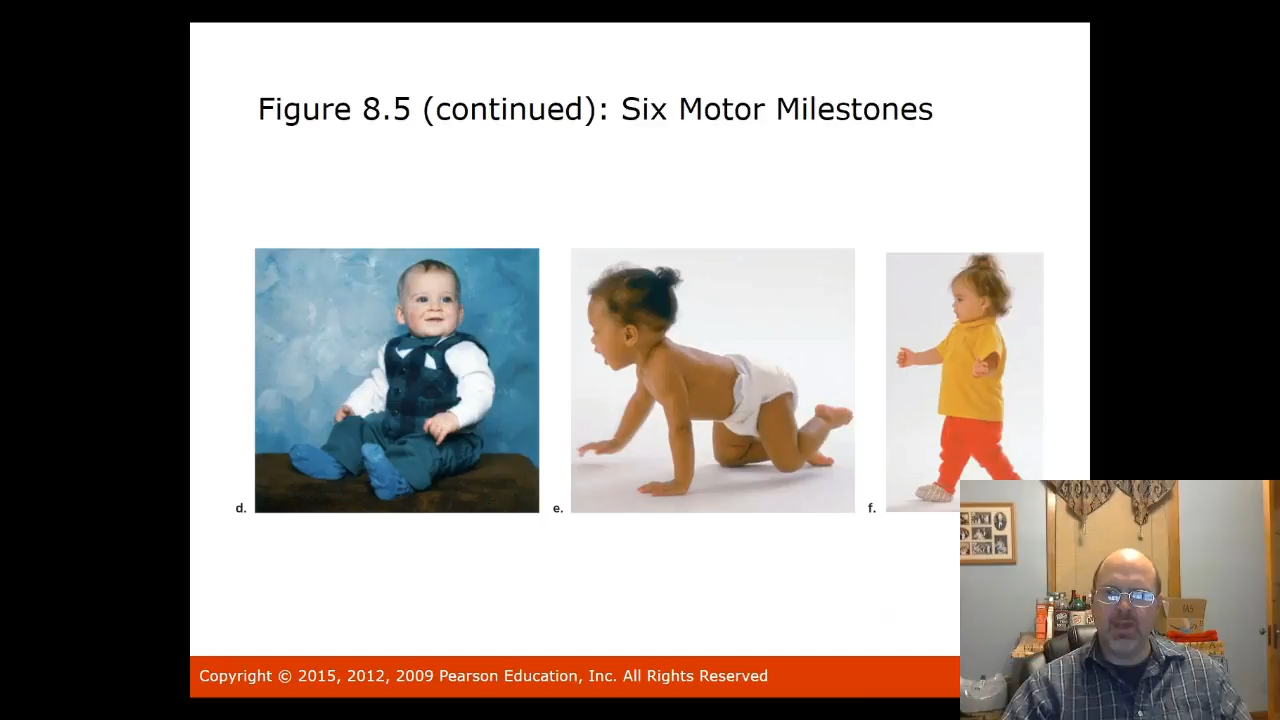 Figure 8.5 (continued): Six Motor Milestones
d.
e.
f.
Copyright © 2015, 2012, 2009 Pearson Education, Inc. All Rights Reserved